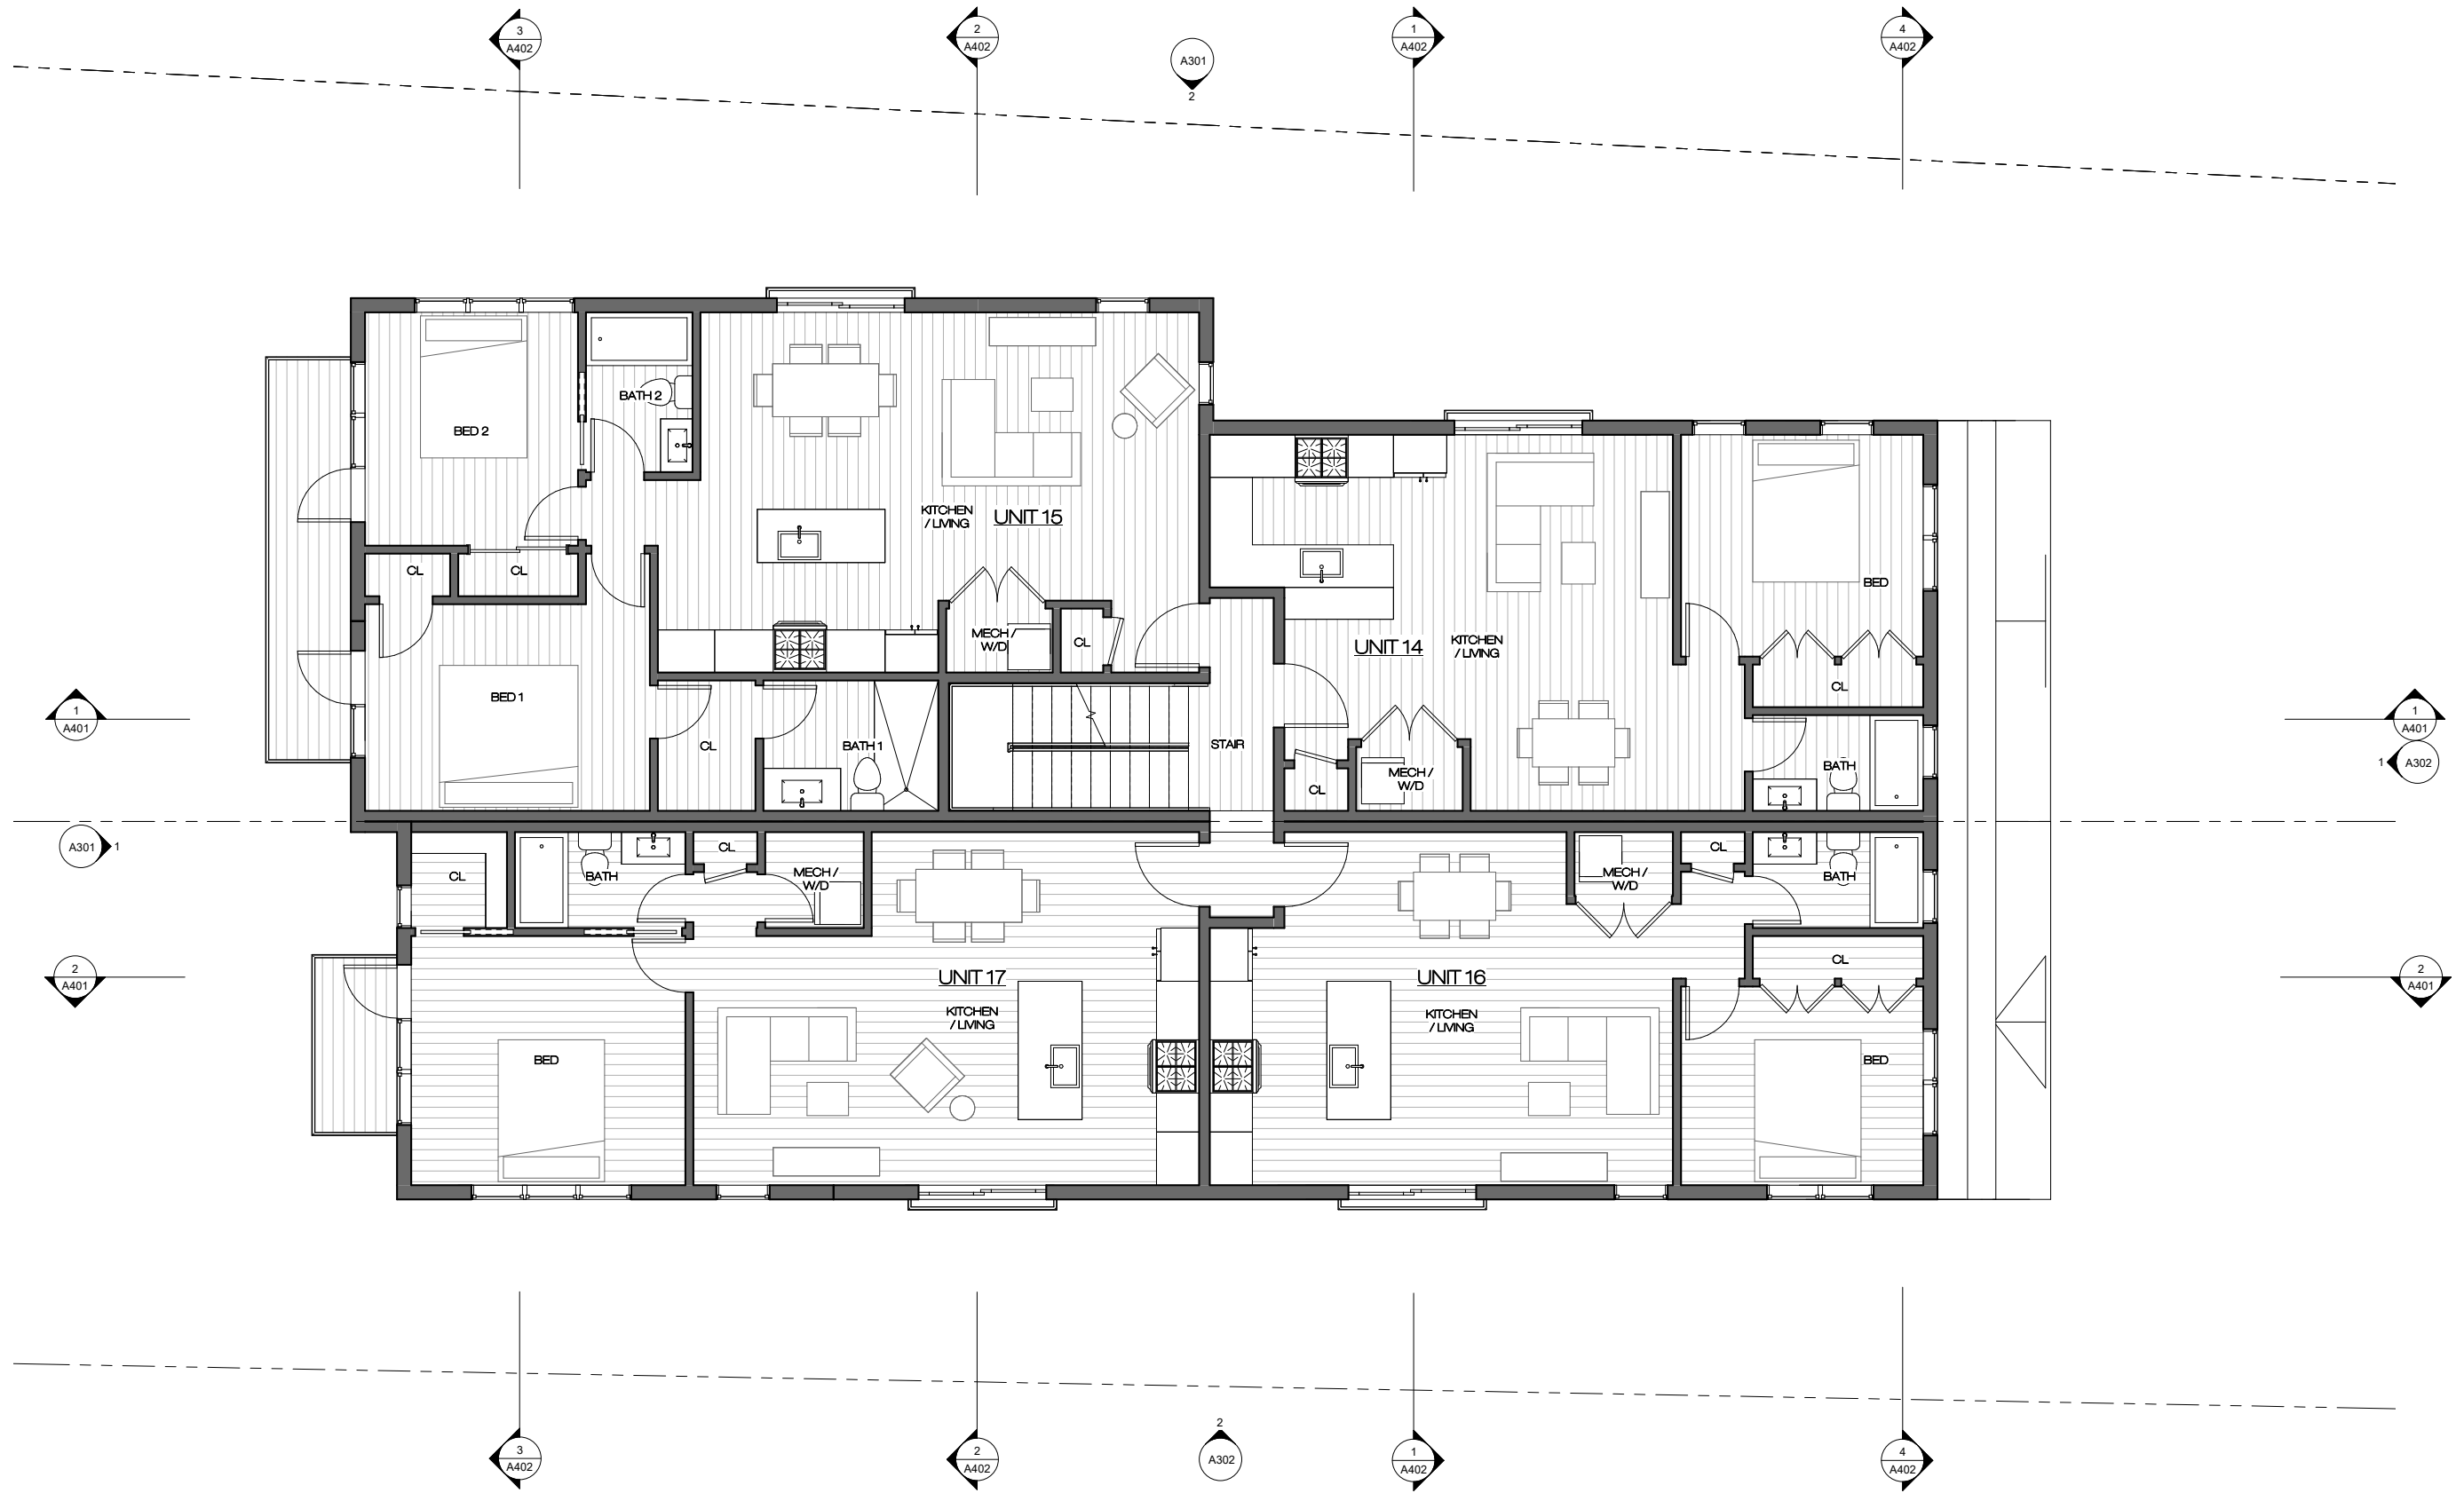 3
A402
2
A402
A301
2
1
A402
4
A402
BATH 2
BED 2
KITCHEN
/ LIVING
UNIT 15
CL
CL
MECH /
W/D
CL
BED
UNIT 14
KITCHEN
/ LIVING
BED 1
CL
1
A401
CL
BATH 1
STAIR
MECH /
W/D
CL
BATH
1
A401
1
A302
A301
1
CL
BATH
CL
MECH /
W/D
MECH /
W/D
CL
BATH
2
A401
UNIT 17
KITCHEN
/ LIVING
UNIT 16
KITCHEN
/ LIVING
CL
2
A401
BED
BED
3
A402
2
A402
2
A302
1
A402
4
A402